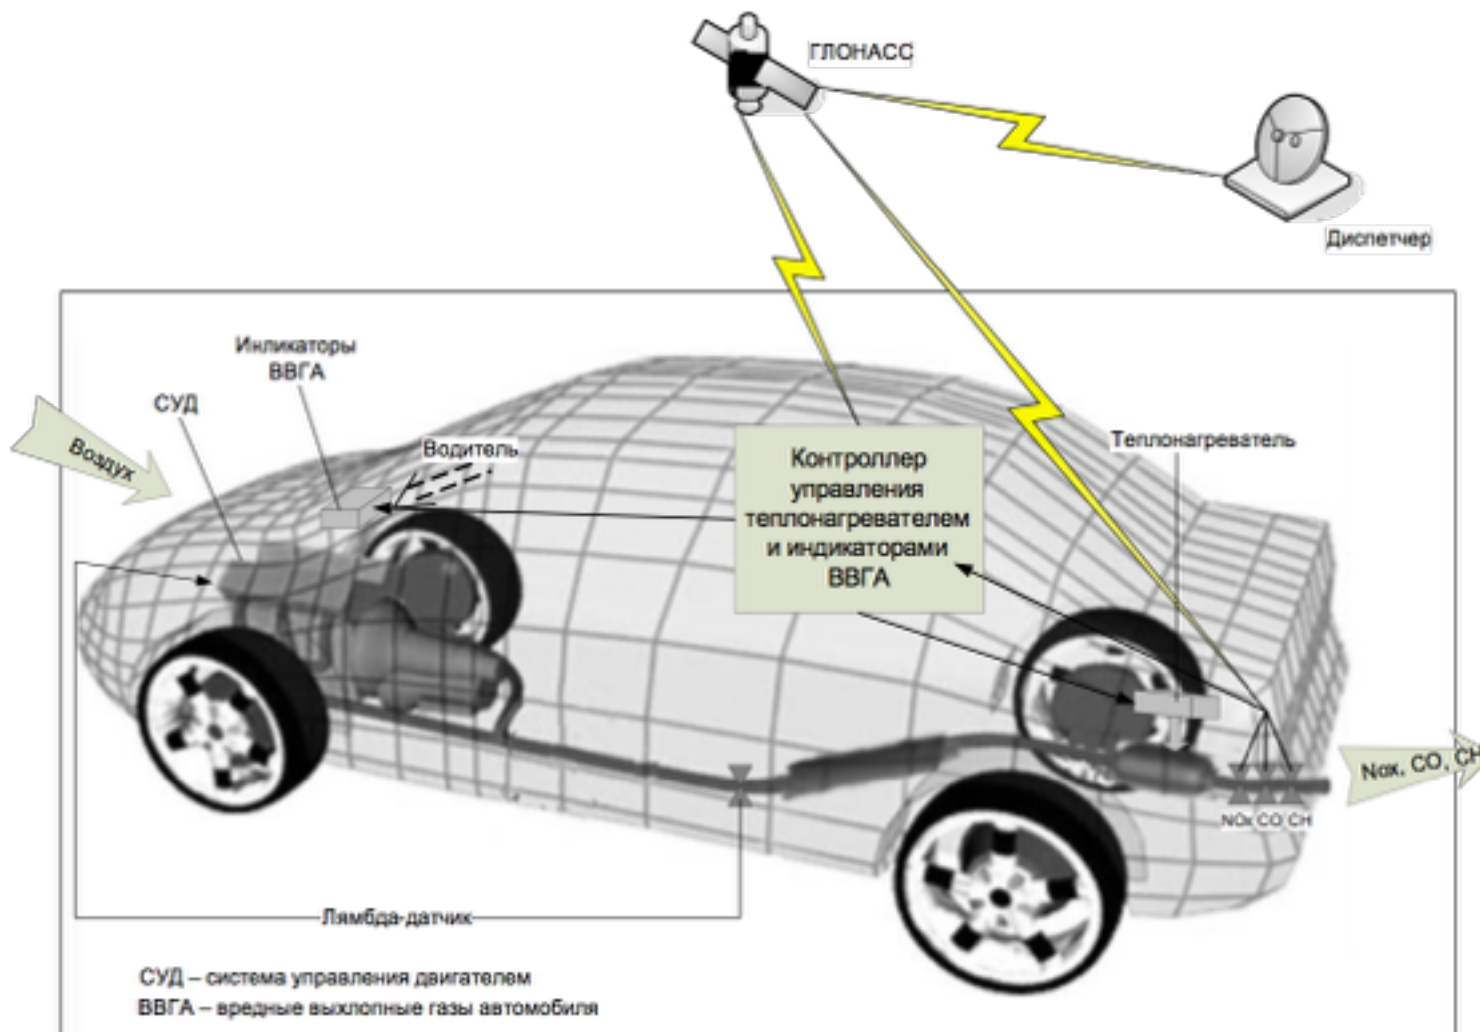 ГЛОНАСС
Диспетчер
Инликаторы
ВВГА
СУД
Воздух
Водитель
Контроллер
управления
теплонагревателем
и индикаторами
ВВГА
Теплонагреватель
Nox, CO, CH
NOx CO CH
Лямбда-датчик
СУД – система управления двигателем
ВВГА – вредные выхлопные газы автомобиля